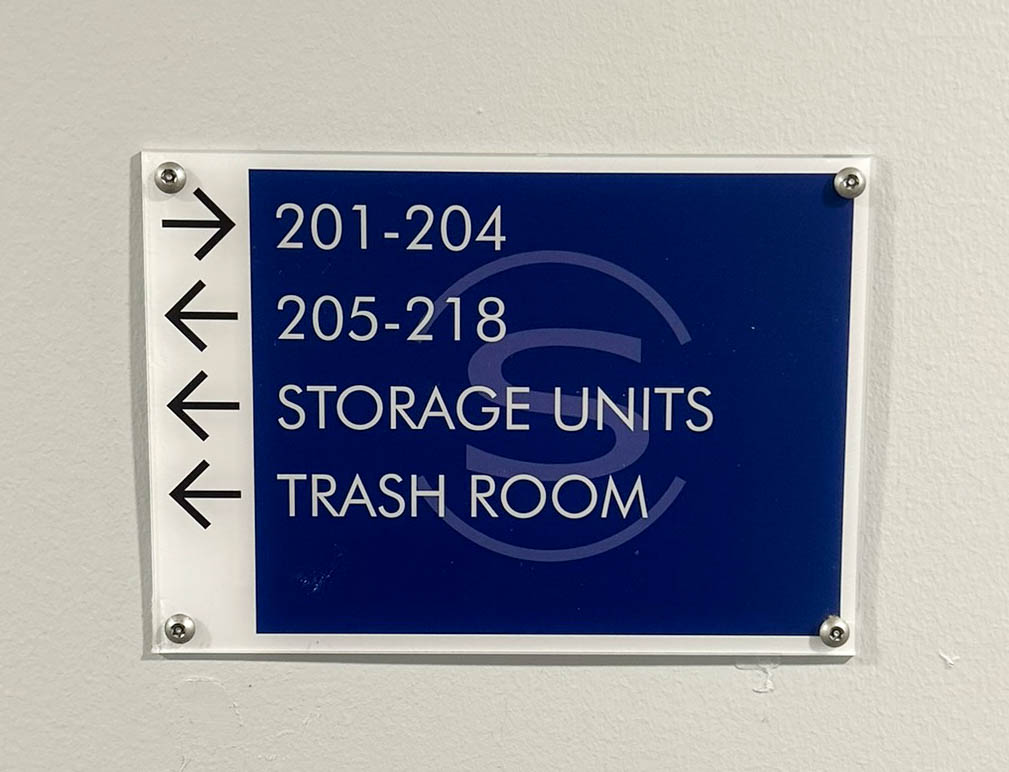 → 201-204
← 205-218
← STORAGE UNITS
← TRASH ROOM
S